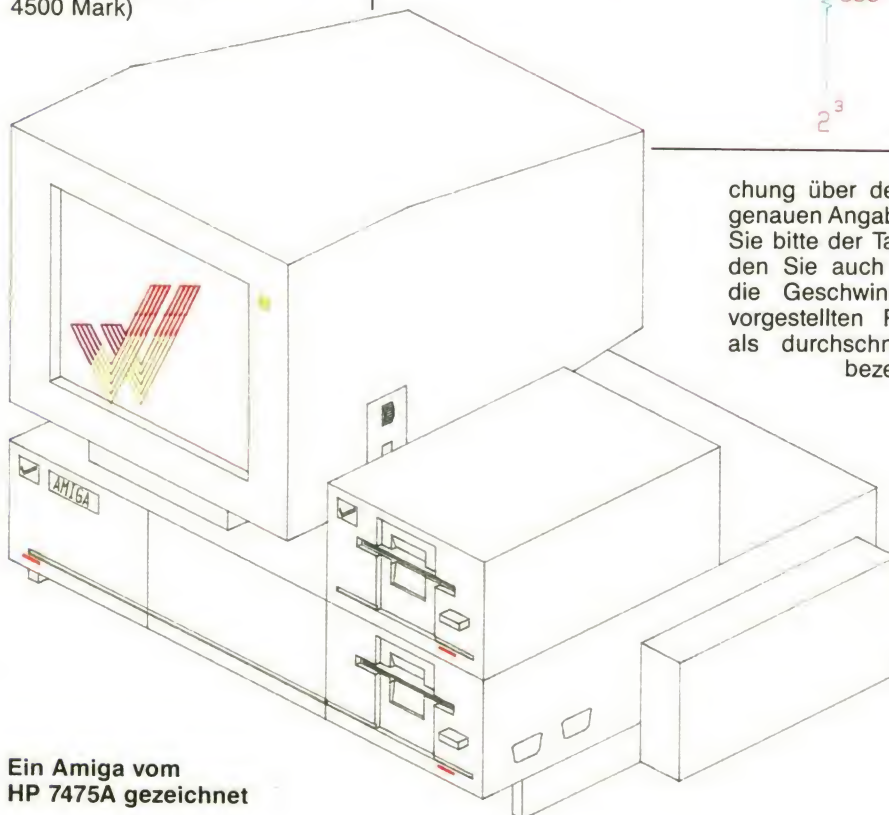 4500 Mark)
2³
chung über de
genauen Angab
Sie bitte der Ta
den Sie auch
die Geschwin
vorgestellten
als durchschn
beze
AMIGA
Ein Amiga vom
HP 7475A gezeichnet